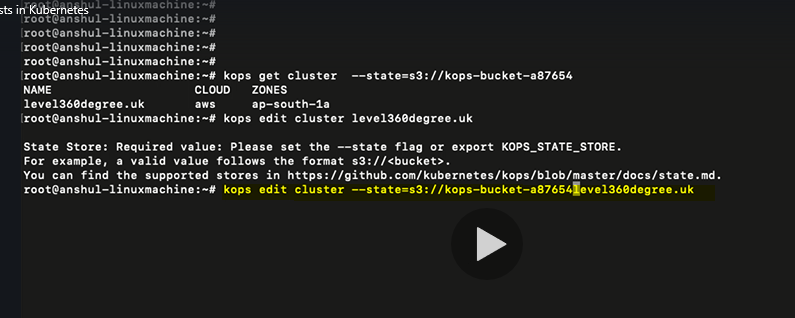 sts in Kubernetes
root@anshul-linuxmachine:~#
root@anshul-linuxmachine:~#
root@anshul-linuxmachine:~#
root@anshul-linuxmachine:~#
root@anshul-linuxmachine:~#
root@anshul-linuxmachine:~# kops get cluster  --state=s3://kops-bucket-a87654
NAME CLOUD ZONES
level360degree.uk aws ap-south-1a
root@anshul-linuxmachine:~# kops edit cluster level360degree.uk
State Store: Required value: Please set the --state flag or export KOPS_STATE_STORE.
For example, a valid value follows the format s3://<bucket>.
You can find the supported stores in https://github.com/kubernetes/kops/blob/master/docs/state.md.
root@anshul-linuxmachine:~# kops edit cluster --state=s3://kops-bucket-a87654level360degree.uk